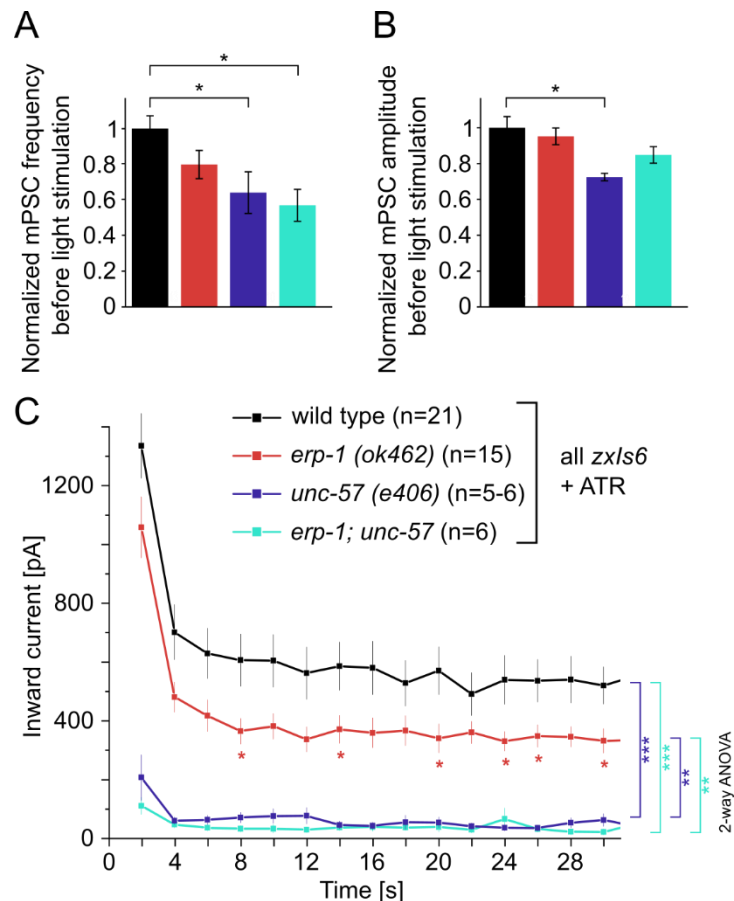 A
Normalized mPSC frequency
before light stimulation
1
0.8
0.6
0.4
0.2
0
*
*
B
Normalized mPSC amplitude
before light stimulation
1
0.8
0.6
0.4
0.2
0
*
C
wild type (n=21)
erp-1 (ok462) (n=15)
unc-57 (e406) (n=5-6)
erp-1; unc-57 (n=6)
all zxIs6
+ ATR
Inward current [pA]
1200
800
400
0
* * * * * *
0 4 8 12 16 20 24 28
Time [s]
***
***
**
**
2-way ANOVA